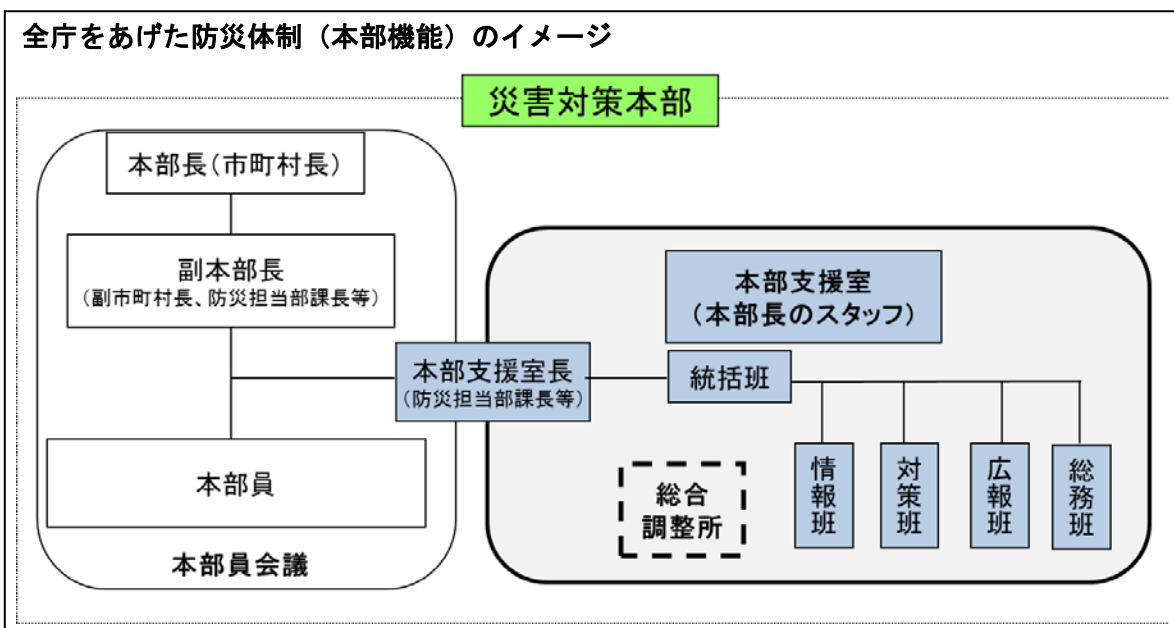 全庁をあげた防災体制（本部機能）のイメージ
災害対策本部
本部長（市町村長）
副本部長
（副市町村長、防災担当部課長等）
本部員
本部員会議
本部支援室長
（防災担当部課長等）
本部支援室
（本部長のスタッフ）
統括班
総合
調整所
情報班
対策班
広報班
総務班